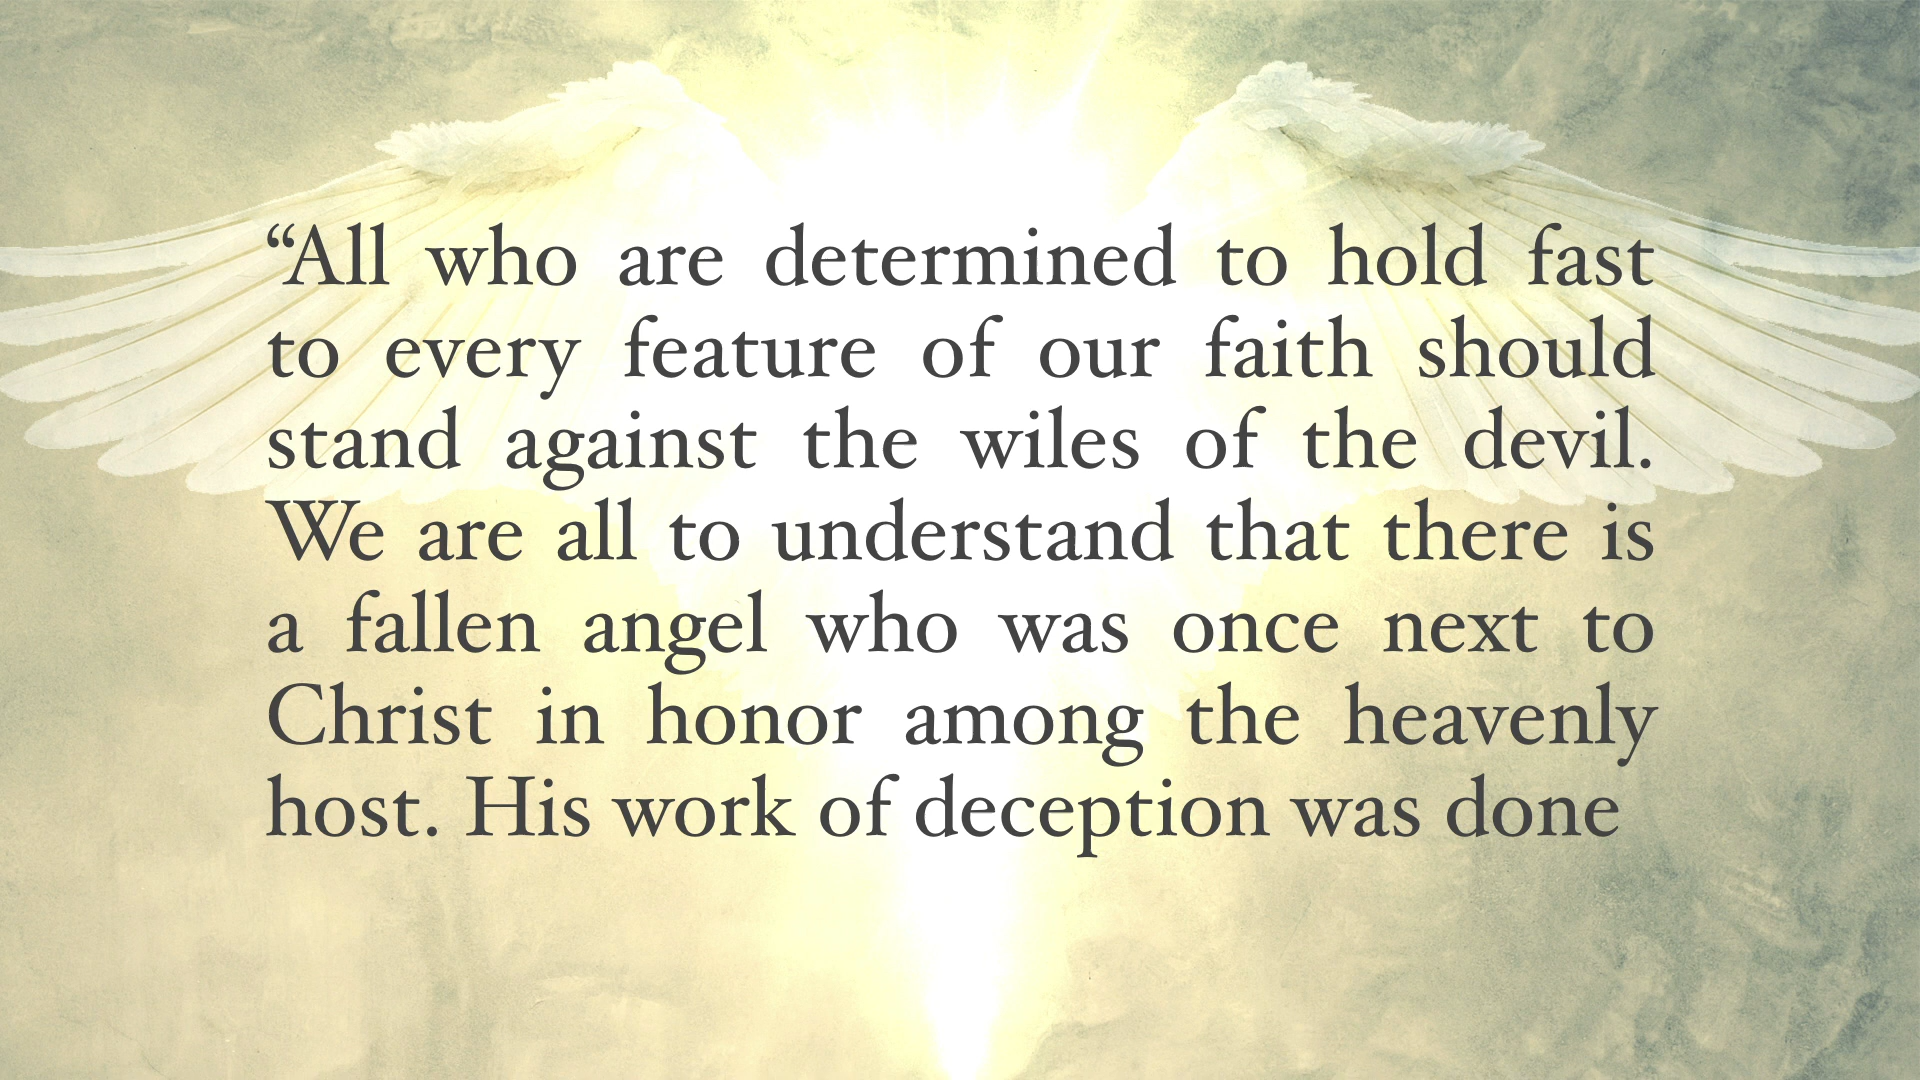 “All who are determined to hold fast
to every feature of our faith should
stand against the wiles of the devil.
We are all to understand that there is
a fallen angel who was once next to
Christ in honor among the heavenly
host. His work of deception was done